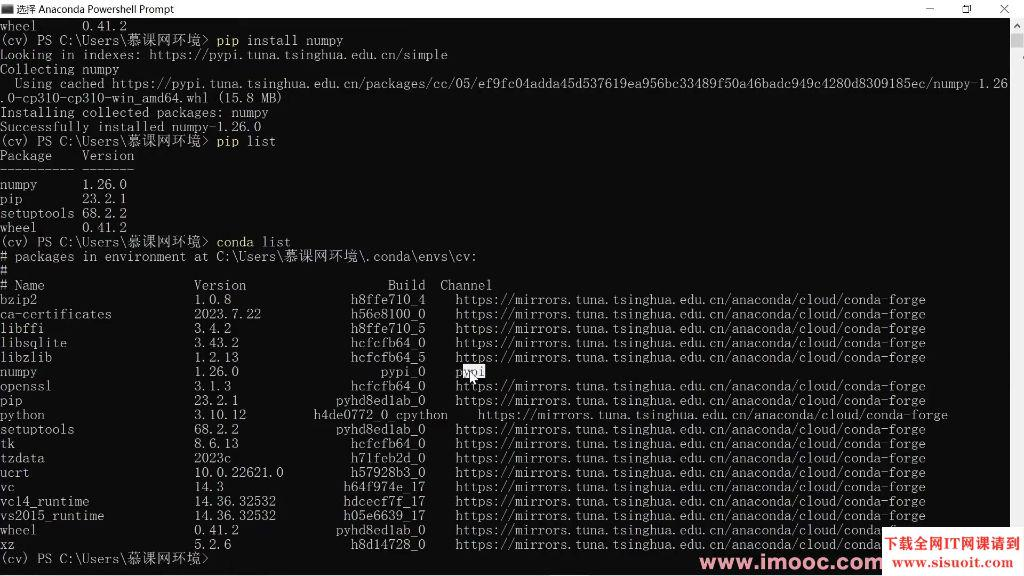 选择 Anaconda Powershell Prompt
wheel 0.41.2
(cv) PS C:\Users\慕课网环境> pip install numpy
Looking in indexes: https://pypi.tuna.tsinghua.edu.cn/simple
Collecting numpy
Using cached https://pypi.tuna.tsinghua.edu.cn/packages/cc/05/ef9fc04adda45d537619ea956bc33489f50a46badc949c4280d8309185ec/numpy-1.26
.0-cp310-cp310-win_amd64.whl (15.8 MB)
Installing collected packages: numpy
Successfully installed numpy-1.26.0
(cv) PS C:\Users\慕课网环境> pip list
Package Version
---------- -------
numpy 1.26.0
pip 23.2.1
setuptools 68.2.2
wheel 0.41.2
(cv) PS C:\Users\慕课网环境> conda list
# packages in environment at C:\Users\慕课网环境\.conda\envs\cv:
#
# Name Version Build Channel
bzip2 1.0.8 h8ffe710_4 https://mirrors.tuna.tsinghua.edu.cn/anaconda/cloud/conda-forge
ca-certificates 2023.7.22 h56e8100_0 https://mirrors.tuna.tsinghua.edu.cn/anaconda/cloud/conda-forge
libffi 3.4.2 h8ffe710_5 https://mirrors.tuna.tsinghua.edu.cn/anaconda/cloud/conda-forge
libsqlite 3.43.2 hcfcfb64_0 https://mirrors.tuna.tsinghua.edu.cn/anaconda/cloud/conda-forge
libzlib 1.2.13 hcfcfb64_5 https://mirrors.tuna.tsinghua.edu.cn/anaconda/cloud/conda-forge
numpy 1.26.0 pypi_0 pypi
openssl 3.1.3 hcfcfb64_0 https://mirrors.tuna.tsinghua.edu.cn/anaconda/cloud/conda-forge
pip 23.2.1 pyhd8ed1ab_0 https://mirrors.tuna.tsinghua.edu.cn/anaconda/cloud/conda-forge
python 3.10.12 h4de0772_0_cpython https://mirrors.tuna.tsinghua.edu.cn/anaconda/cloud/conda-forge
setuptools 68.2.2 pyhd8ed1ab_0 https://mirrors.tuna.tsinghua.edu.cn/anaconda/cloud/conda-forge
tk 8.6.13 hcfcfb64_0 https://mirrors.tuna.tsinghua.edu.cn/anaconda/cloud/conda-forge
tzdata 2023c h71feb2d_0 https://mirrors.tuna.tsinghua.edu.cn/anaconda/cloud/conda-forge
ucrt 10.0.22621.0 h57928b3_0 https://mirrors.tuna.tsinghua.edu.cn/anaconda/cloud/conda-forge
vc 14.3 h64f974e_17 https://mirrors.tuna.tsinghua.edu.cn/anaconda/cloud/conda-forge
vc14_runtime 14.36.32532 hdcecf7f_17 https://mirrors.tuna.tsinghua.edu.cn/anaconda/cloud/conda-forge
vs2015_runtime 14.36.32532 h05e6639_17 https://mirrors.tuna.tsinghua.edu.cn/anaconda/cloud/conda-forge
wheel 0.41.2 pyhd8ed1ab_0 https://mirrors.tuna.tsinghua.edu.cn/anaconda/cloud/conda-forge
xz 5.2.6 h8d14728_0 https://mirrors.tuna.tsinghua.edu.cn/anaconda/cloud/conda
(cv) PS C:\Users\慕课网环境>
www.imooc.com
下载全网IT网课请到
www.sisuoit.com